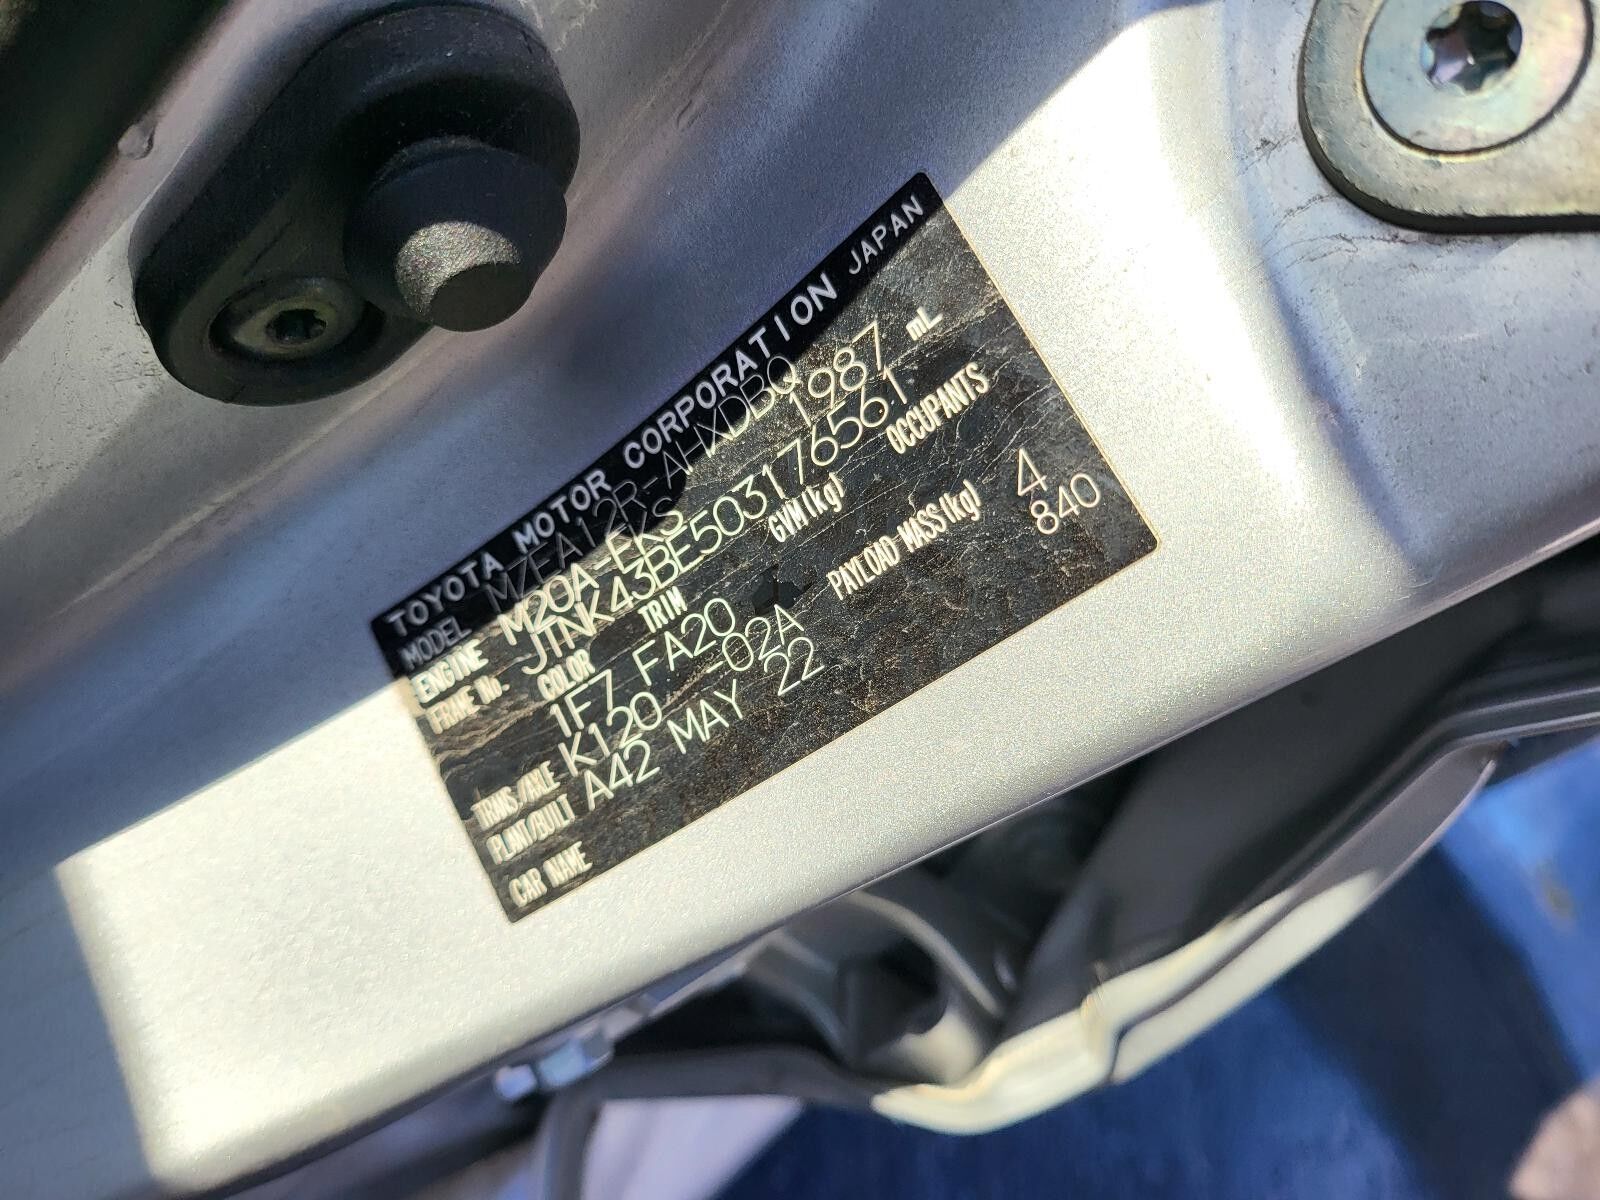 TOYOTA MOTOR CORPORATION JAPAN
MODEL MZEA12R-AHXDBQ
ENGINE M20A-FKS 1987 mL
FRAME No. JTNK43BE503176561
COLOR TRIM GVM(kg) OCCUPANTS
1F7 FA20 4
PAYLOAD MASS(kg) 840
TRNS/AXLE K120 -02A
PLANT/BUILT A42 MAY 22
CAR NAME